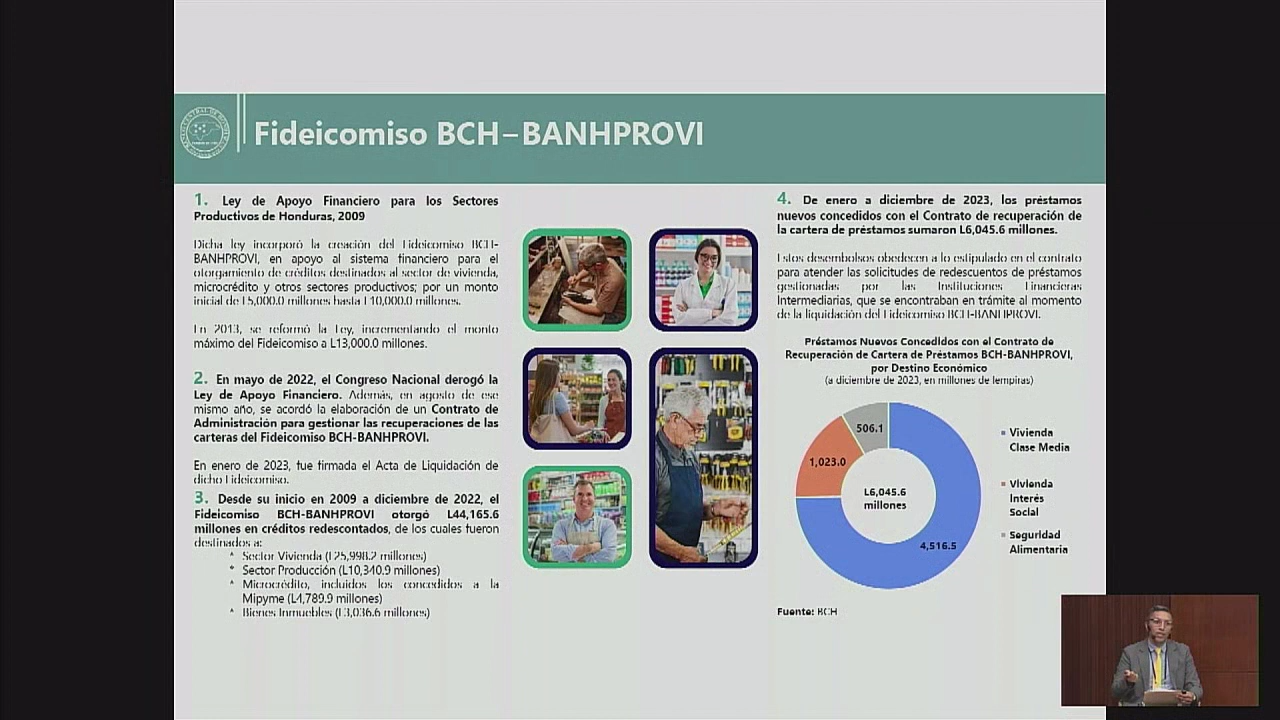 Fideicomiso BCH–BANHPROVI
1. Ley de Apoyo Financiero para los Sectores
Productivos de Honduras, 2009
Dicha ley incorporó la creación del Fideicomiso BCH-
BANHPROVI, en apoyo al sistema financiero para el
otorgamiento de créditos destinados al sector de vivienda,
microcrédito y otros sectores productivos; por un monto
inicial de L5,000.0 millones hasta L10,000.0 millones.
En 2013, se reformó la Ley, incrementando el monto
máximo del Fideicomiso a L13,000.0 millones.
2. En mayo de 2022, el Congreso Nacional derogó la
Ley de Apoyo Financiero. Además, en agosto de ese
mismo año, se acordó la elaboración de un Contrato de
Administración para gestionar las recuperaciones de las
carteras del Fideicomiso BCH-BANHPROVI.
En enero de 2023, fue firmada el Acta de Liquidación de
dicho Fideicomiso.
3. Desde su inicio en 2009 a diciembre de 2022, el
Fideicomiso BCH-BANHPROVI otorgó L44,165.6
millones en créditos redescontados, de los cuales fueron
destinados a:
Sector Vivienda (L25,998.2 millones)
Sector Producción (L10,340.9 millones)
Microcrédito, incluidos los concedidos a la
Mipyme (L4,789.9 millones)
Bienes Inmuebles (L3,036.6 millones)
4. De enero a diciembre de 2023, los préstamos
nuevos concedidos con el Contrato de recuperación de
la cartera de préstamos sumaron L6,045.6 millones.
Estos desembolsos obedecen a lo estipulado en el contrato
para atender las solicitudes de redescuentos de préstamos
gestionadas por las Instituciones Financieras
Intermediarias, que se encontraban en trámite al momento
de la liquidación del Fideicomiso BCH-BANHPROVI.
Préstamos Nuevos Concedidos con el Contrato de
Recuperación de Cartera de Préstamos BCH-BANHPROVI,
por Destino Económico
(a diciembre de 2023, en millones de lempiras)
506.1
1,023.0
L6,045.6
millones
4,516.5
Vivienda
Clase Media
Vivienda
Interés
Social
Seguridad
Alimentaria
Fuente: BCH